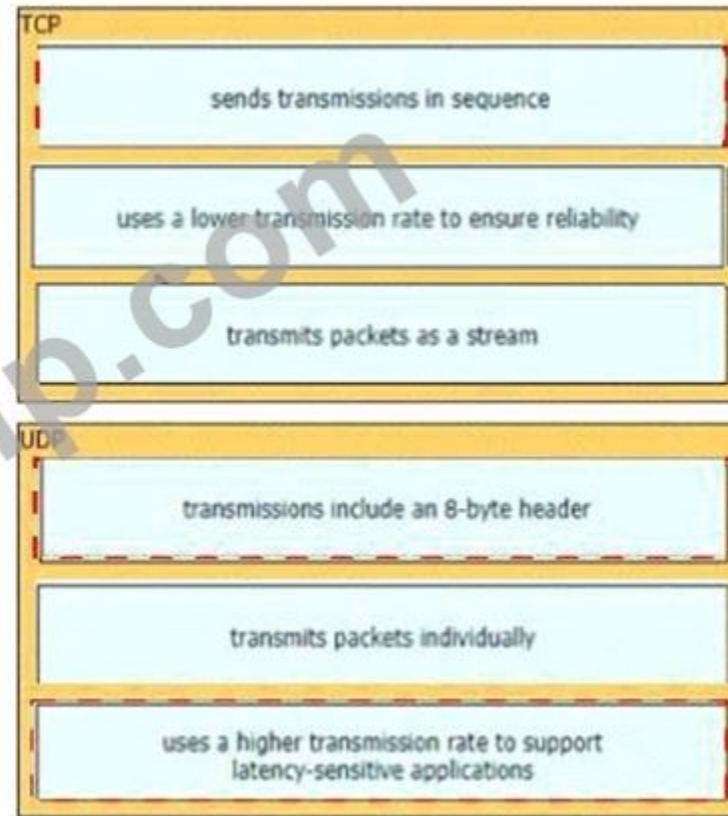 TCP
sends transmissions in sequence
uses a lower transmission rate to ensure reliability
transmits packets as a stream
p.com
UDP
transmissions include an 8-byte header
transmits packets individually
uses a higher transmission rate to support
latency-sensitive applications